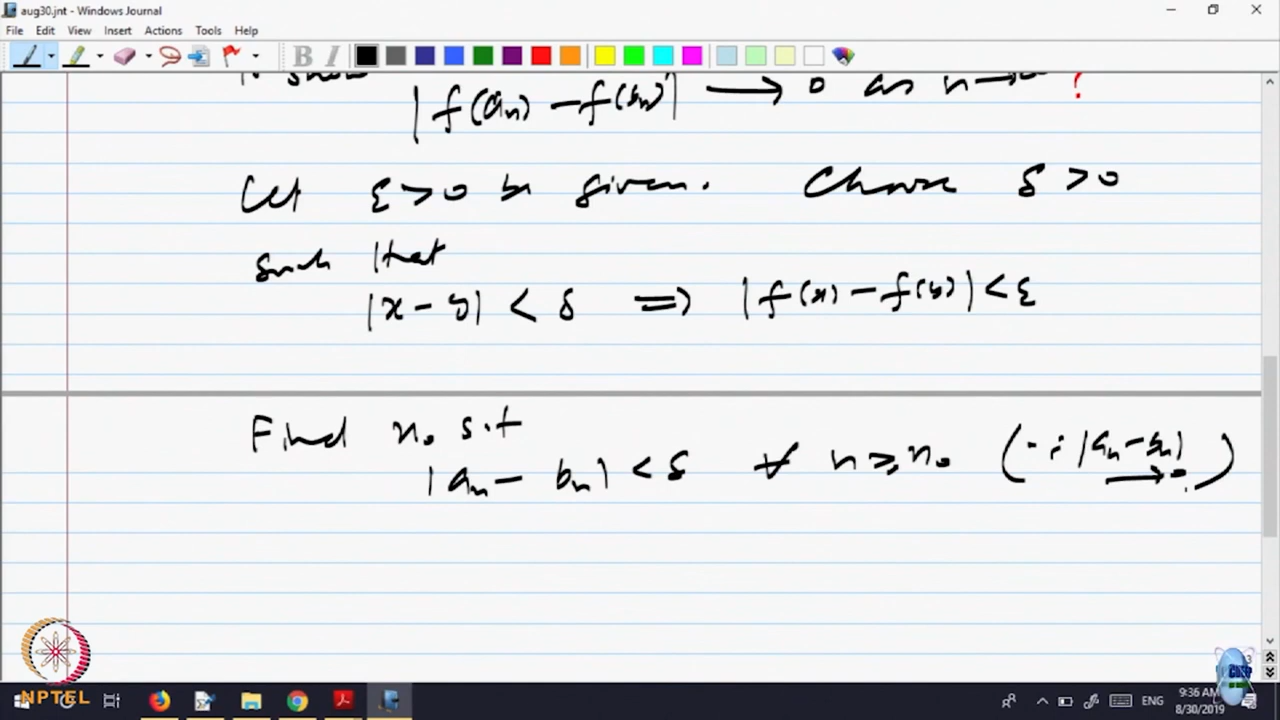 aug30.jnt - Windows Journal
File Edit View Insert Actions Tools Help
B I
To show
|f(aₙ) - f(bₙ)| → 0 as n→∞ ?
Let ε>0 be given. Choose δ>0
such that
|x - y| < δ ⟹ |f(x) - f(y)| < ε
Find n₀ s.t
|aₙ - bₙ| < δ ∀ n ≥ n₀ (∵ |aₙ - bₙ| → 0)
NPTEL
ENG
9:36 AM
8/30/2019